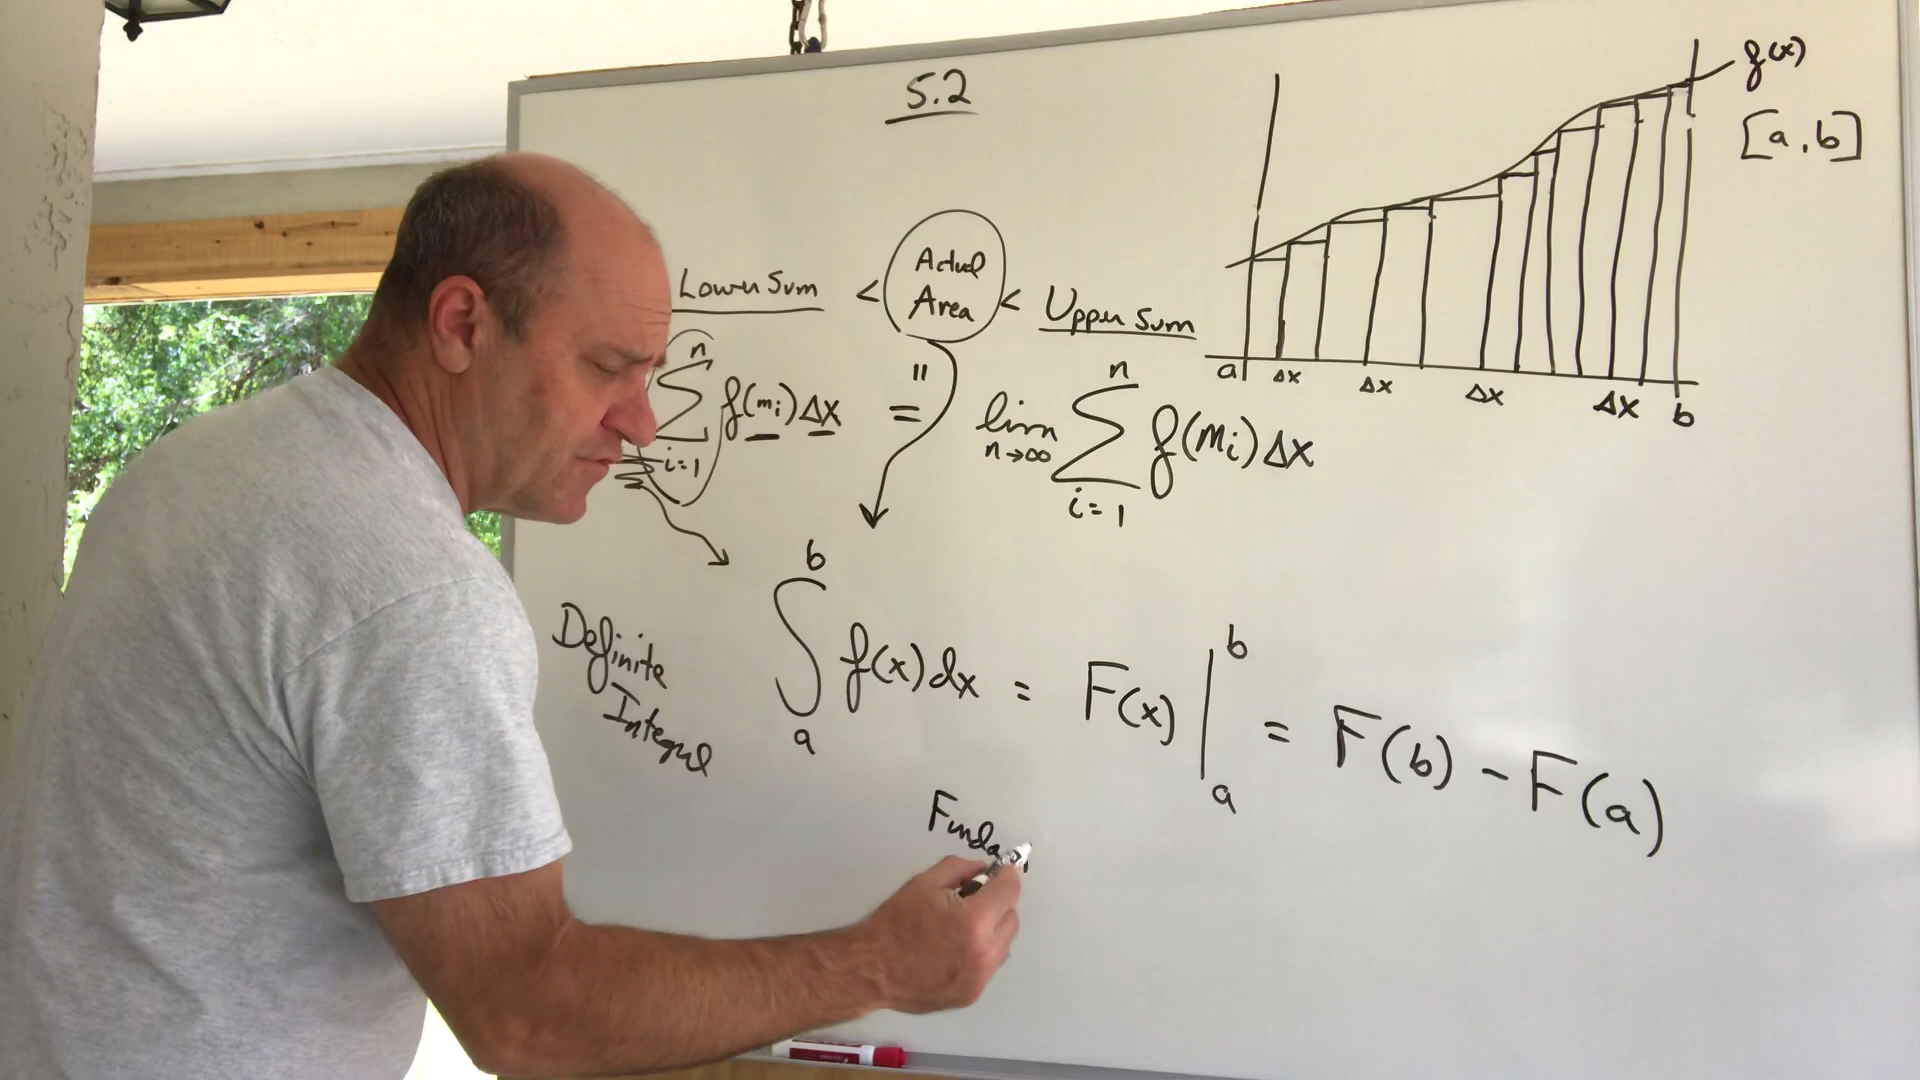 5.2
f(x)
[a,b]
Lower Sum < Actual Area < Upper Sum
n
∑ f(mᵢ)Δx = lim ∑ f(Mᵢ)Δx
i=1
=
n
n→∞
i=1
a Δx Δx Δx Δx b
Definite
Integral
b
∫ f(x)dx = F(x) | = F(b) - F(a)
a
b
a
Funda